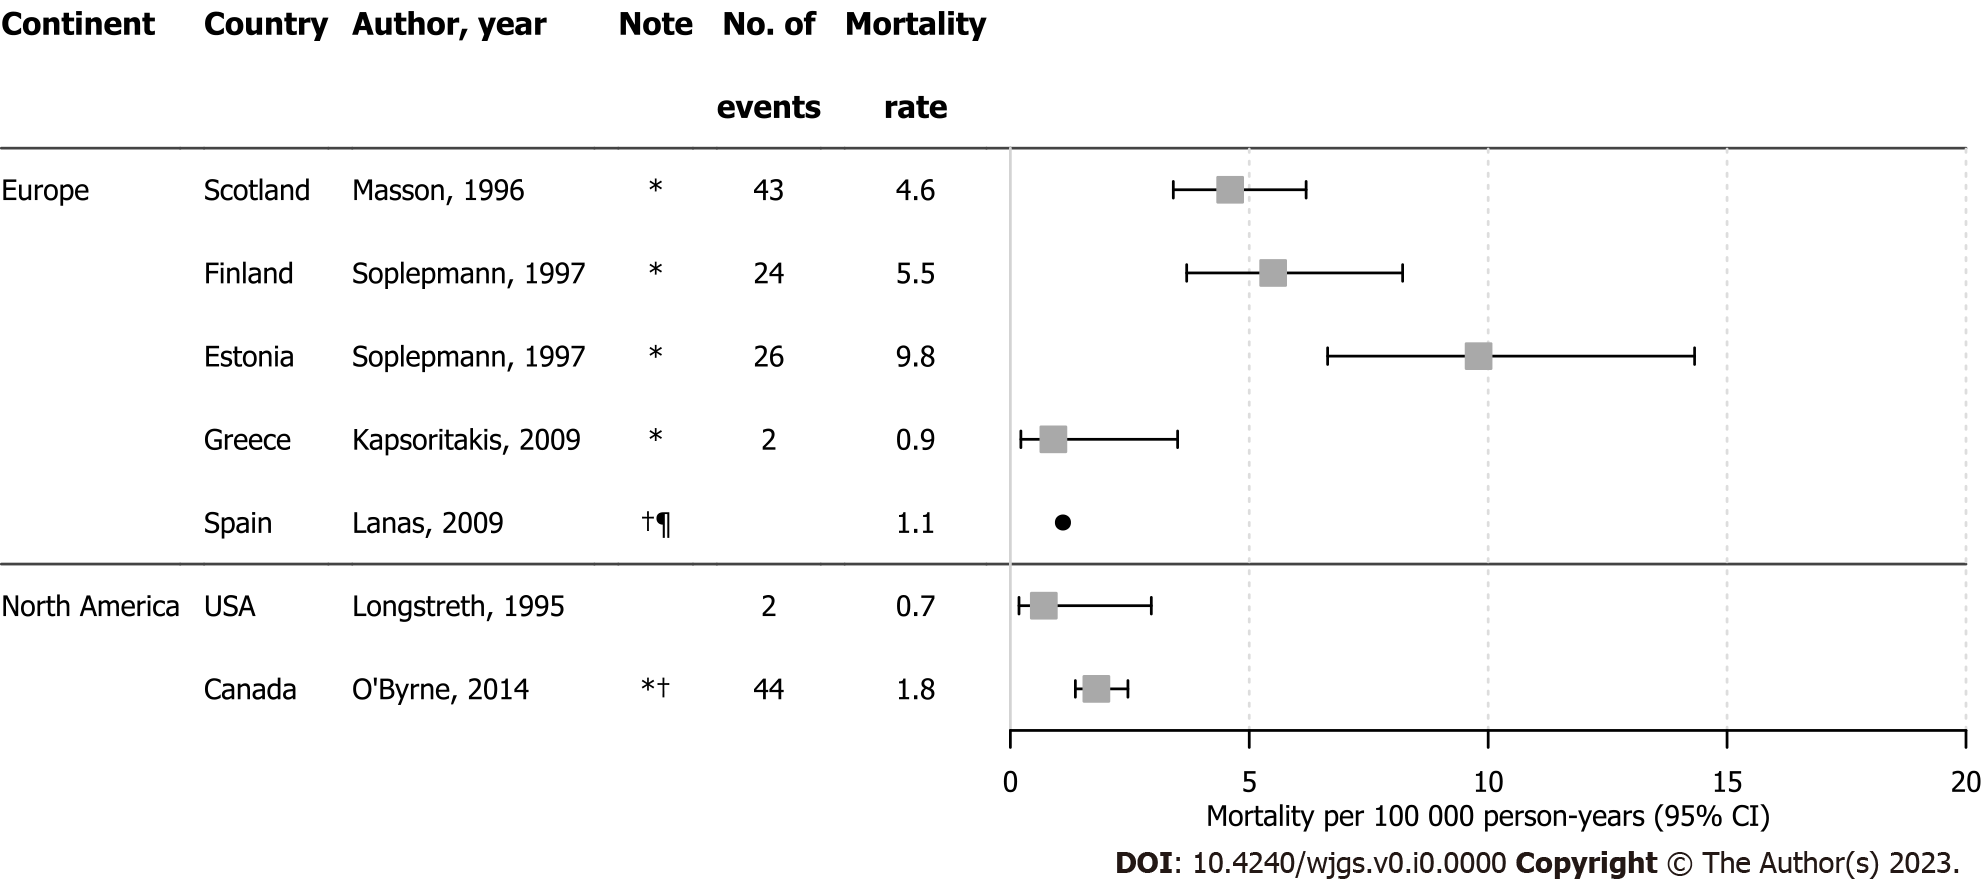 Continent Country Author, year Note No. of Mortality
events rate
Europe Scotland Masson, 1996 * 43 4.6
Finland Soplepmann, 1997 * 24 5.5
Estonia Soplepmann, 1997 * 26 9.8
Greece Kapsoritakis, 2009 * 2 0.9
Spain Lanas, 2009 †¶ 1.1
North America USA Longstreth, 1995 2 0.7
Canada O'Byrne, 2014 *† 44 1.8
0 5 10 15 20
Mortality per 100 000 person-years (95% CI)
DOI: 10.4240/wjgs.v0.i0.0000 Copyright © The Author(s) 2023.